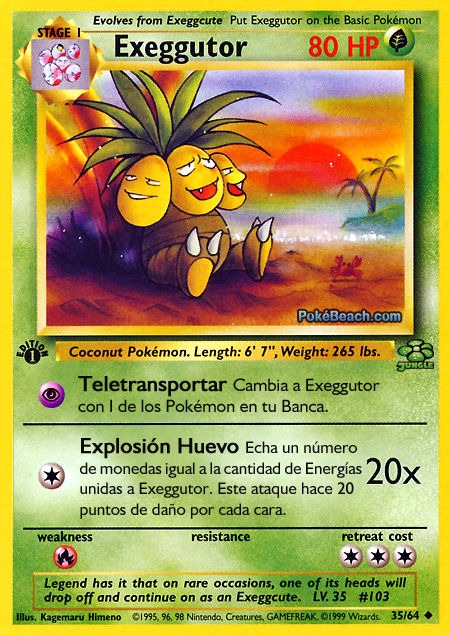 Evolves from Exeggcute Put Exeggutor on the Basic Pokémon
STAGE 1
Exeggutor 80 HP
PokéBeach.com
EDITION
1
Coconut Pokémon. Length: 6' 7", Weight: 265 lbs.
JUNGLE
Teletransportar Cambia a Exeggutor
con 1 de los Pokémon en tu Banca.
Explosión Huevo Echa un número
de monedas igual a la cantidad de Energías
unidas a Exeggutor. Este ataque hace 20
puntos de daño por cada cara.
20x
weakness resistance retreat cost
Legend has it that on rare occasions, one of its heads will
drop off and continue on as an Exeggcute. LV. 35 #103
Illus. Kagemaru Himeno ©1995, 96, 98 Nintendo, Creatures, GAMEFREAK. ©1999 Wizards. 35/64